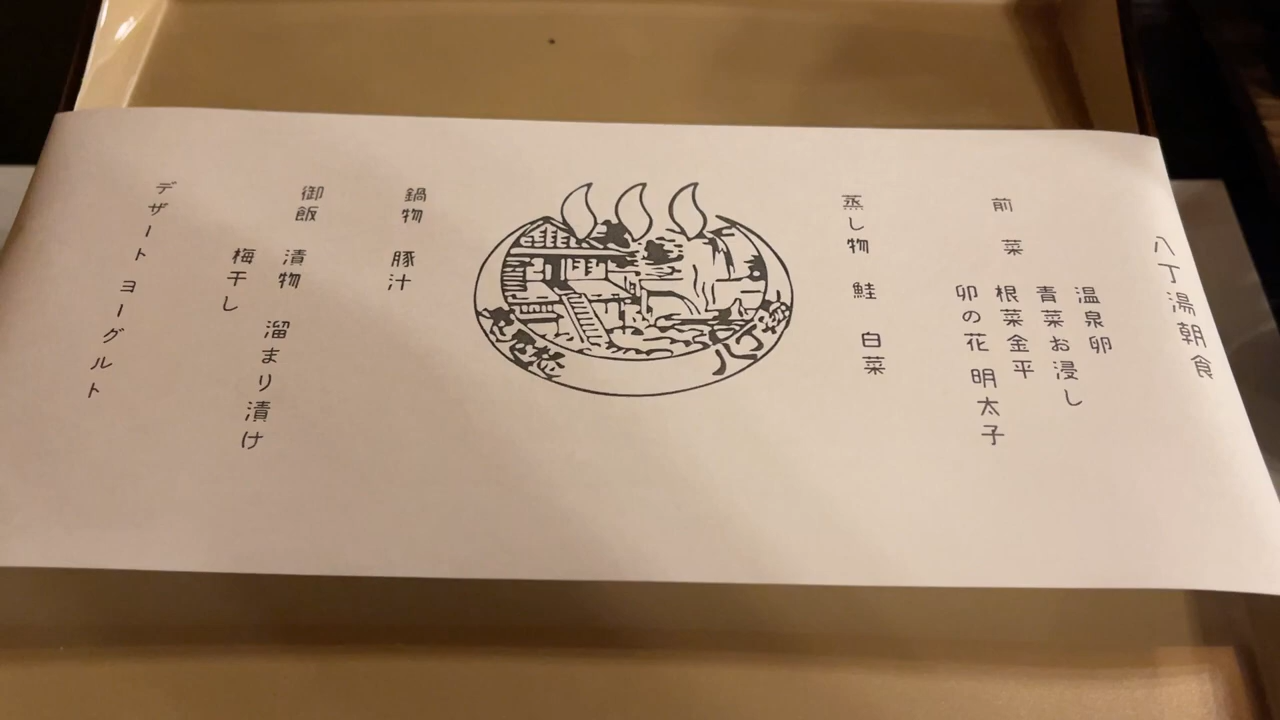 八丁湯朝食
温泉卵
青菜お浸し
前 菜 根菜金平
卯の花 明太子
蒸し物 鮭 白菜
鍋物 豚汁
御飯 漬物 溜まり漬け
梅干し
デザート ヨーグルト